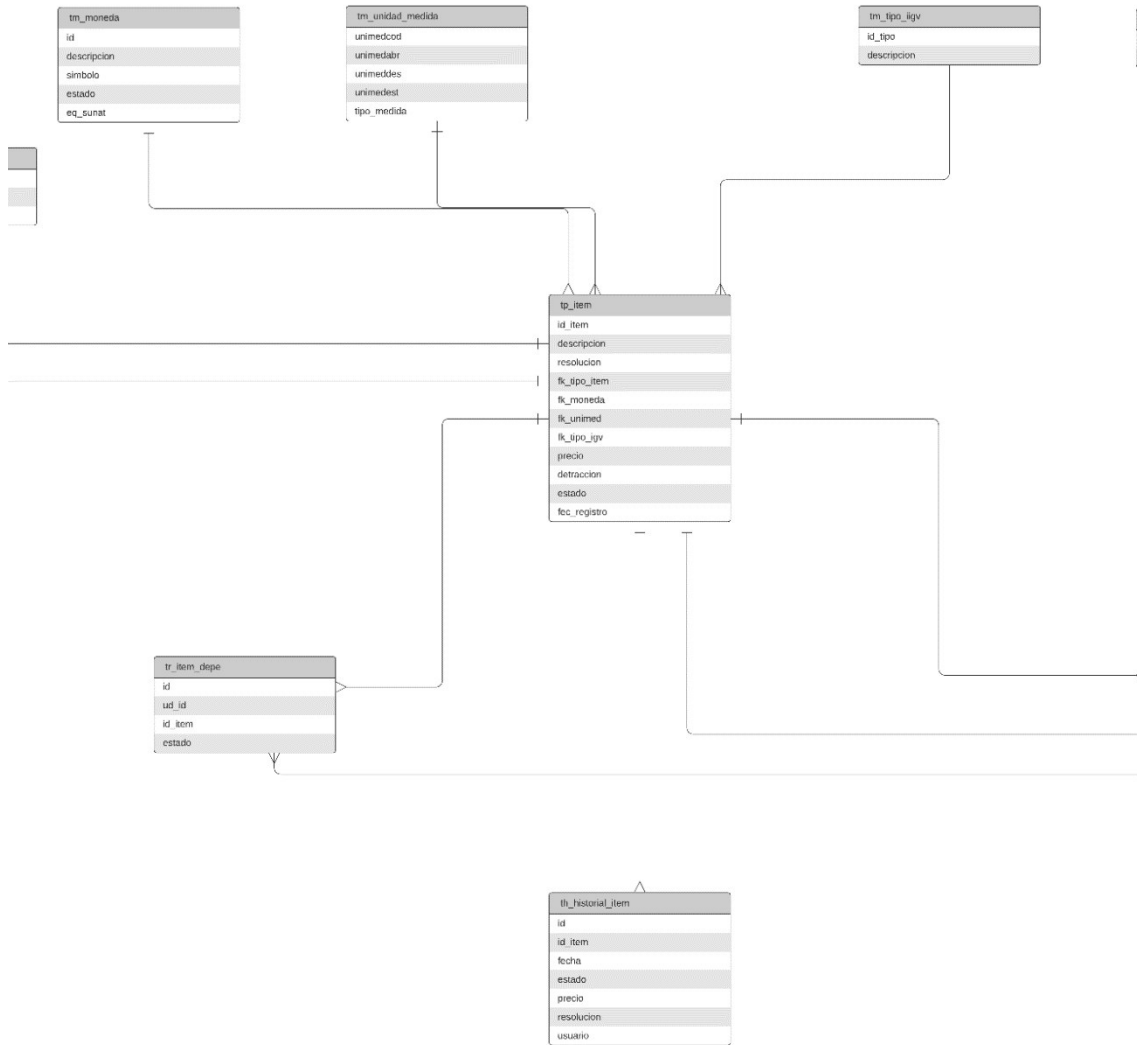 tm_moneda
id
descripcion
simbolo
estado
eq_sunat
tm_unidad_medida
unimedcod
unimedabr
unimeddes
unimedest
tipo_medida
tm_tipo_iigv
id_tipo
descripcion
tp_item
id_item
descripcion
resolucion
fk_tipo_item
fk_moneda
fk_unimed
fk_tipo_igv
precio
detraccion
estado
fec_registro
tr_item_depe
id
ud_id
id_item
estado
th_historial_item
id
id_item
fecha
estado
precio
resolucion
usuario